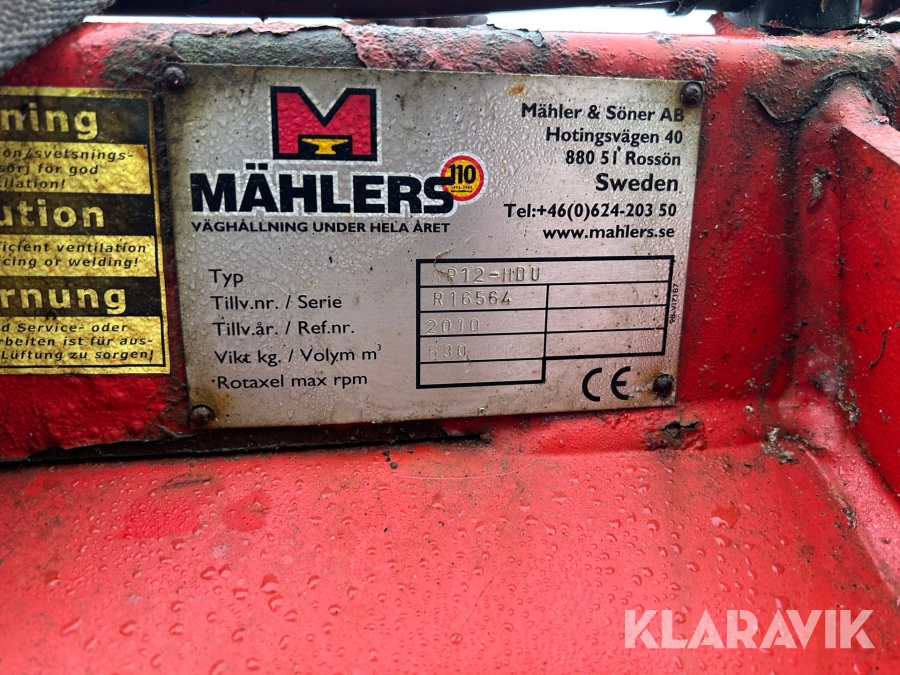 ning
on/svetsnings-
för god
tilation!
ution
ficient ventilation
cing or welding!
rnung
d Service- oder
rbeiten ist für aus-
Lüftung zu sorgen!
M
MÄHLERS
110
VÄGHÅLLNING UNDER HELA ÅRET
Mähler & Söner AB
Hotingsvägen 40
880 51 Rossön
Sweden
Tel:+46(0)624-203 50
www.mahlers.se
Typ SR12-HDU
Tillv.nr. / Serie R16564
Tillv.år. / Ref.nr. 2010
Vikt kg. / Volym m³ 630
Rotaxel max rpm
CE
KLARAVIK